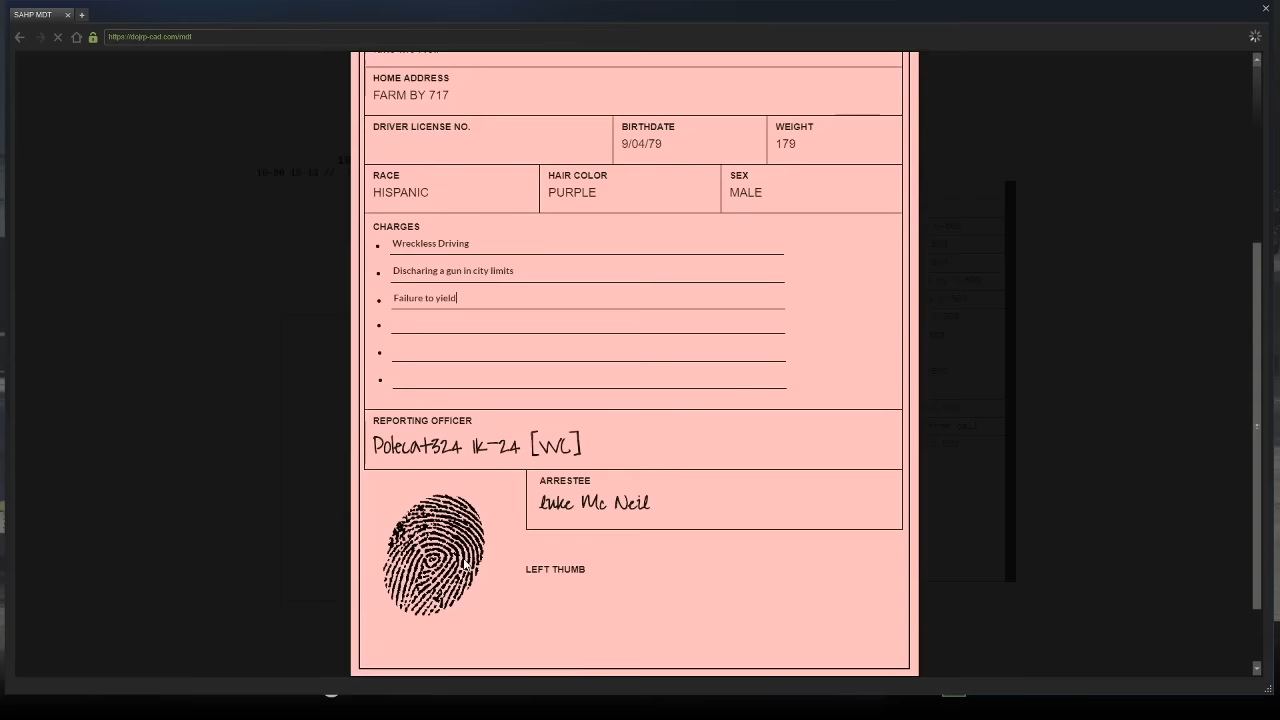 SAHP MDT
https://dojrp-cad.com/mdt
HOME ADDRESS
FARM BY 717
DRIVER LICENSE NO.
BIRTHDATE
9/04/79
WEIGHT
179
RACE
HISPANIC
HAIR COLOR
PURPLE
SEX
MALE
CHARGES
Wreckless Driving
Discharing a gun in city limits
Failure to yield
REPORTING OFFICER
Polecat324 1K-24 [WC]
ARRESTEE
luke Mc Neil
LEFT THUMB